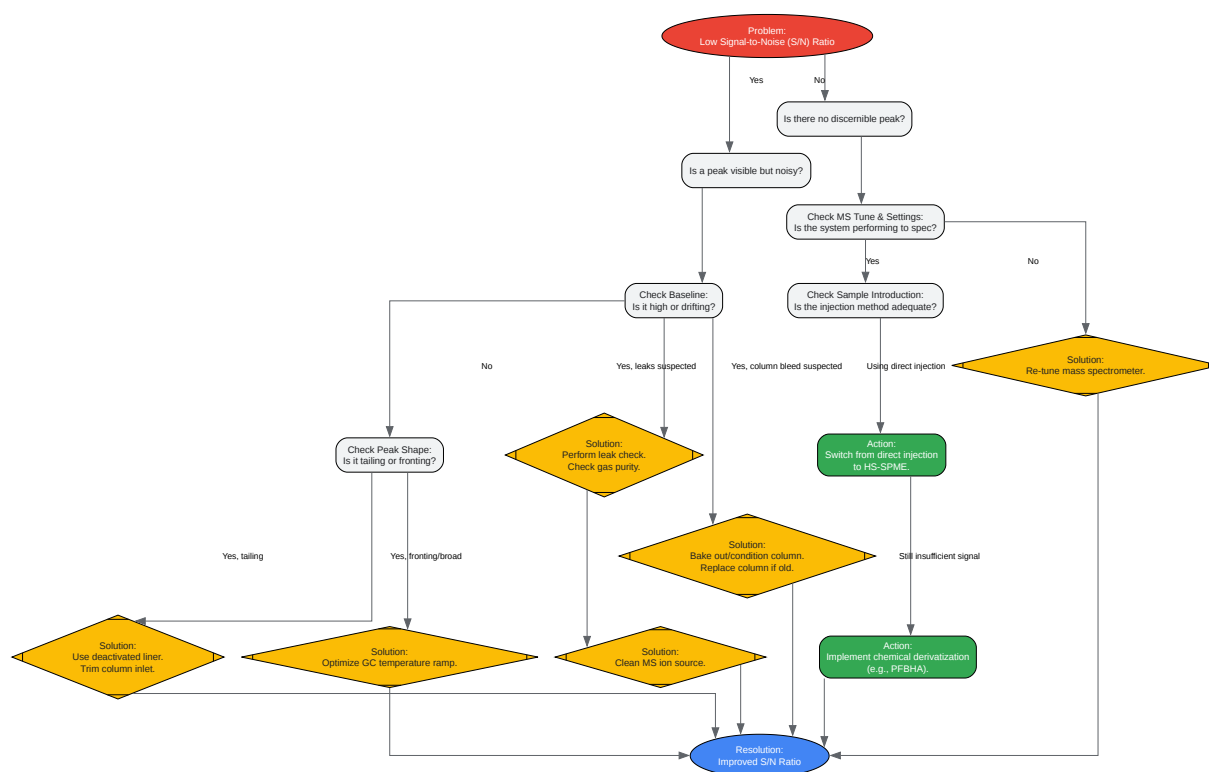 Problem:
Low Signal-to-Noise (S/N) Ratio
Yes
No
Is there no discernible peak?
Is a peak visible but noisy?
Check MS Tune & Settings:
Is the system performing to spec?
Yes
No
Check Baseline:
Is it high or drifting?
Check Sample Introduction:
Is the injection method adequate?
No
Yes, leaks suspected
Yes, column bleed suspected
Using direct injection
Solution:
Re-tune mass spectrometer.
Check Peak Shape:
Is it tailing or fronting?
Solution:
Perform leak check.
Check gas purity.
Action:
Switch from direct injection
to HS-SPME.
Yes, tailing
Yes, fronting/broad
Solution:
Bake out/condition column.
Replace column if old.
Still insufficient signal
Solution:
Use deactivated liner.
Trim column inlet.
Solution:
Optimize GC temperature ramp.
Solution:
Clean MS ion source.
Action:
Implement chemical derivatization
(e.g., PFBHA).
Resolution:
Improved S/N Ratio